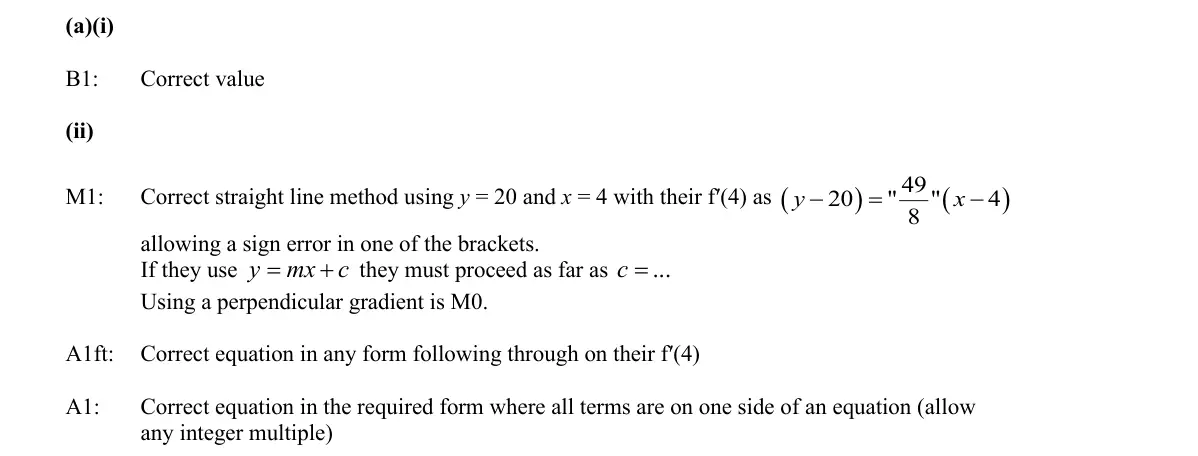 (a)(i)
B1: Correct value
(ii)
M1: Correct straight line method using y = 20 and x = 4 with their f'(4) as (y − 20) = "49/8"(x − 4)
allowing a sign error in one of the brackets.
If they use y = mx + c they must proceed as far as c = ...
Using a perpendicular gradient is M0.
A1ft: Correct equation in any form following through on their f'(4)
A1: Correct equation in the required form where all terms are on one side of an equation (allow
any integer multiple)